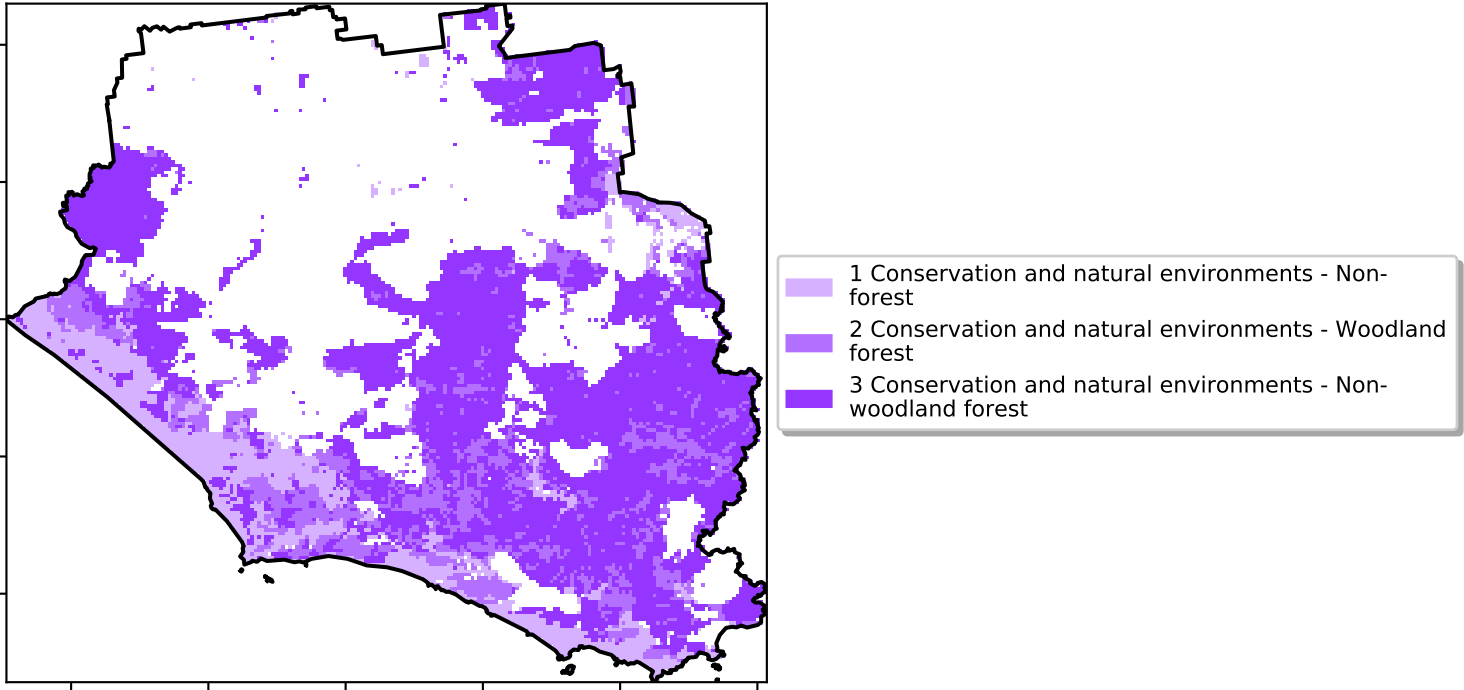 1 Conservation and natural environments - Non-
forest
2 Conservation and natural environments - Woodland
forest
3 Conservation and natural environments - Non-
woodland forest